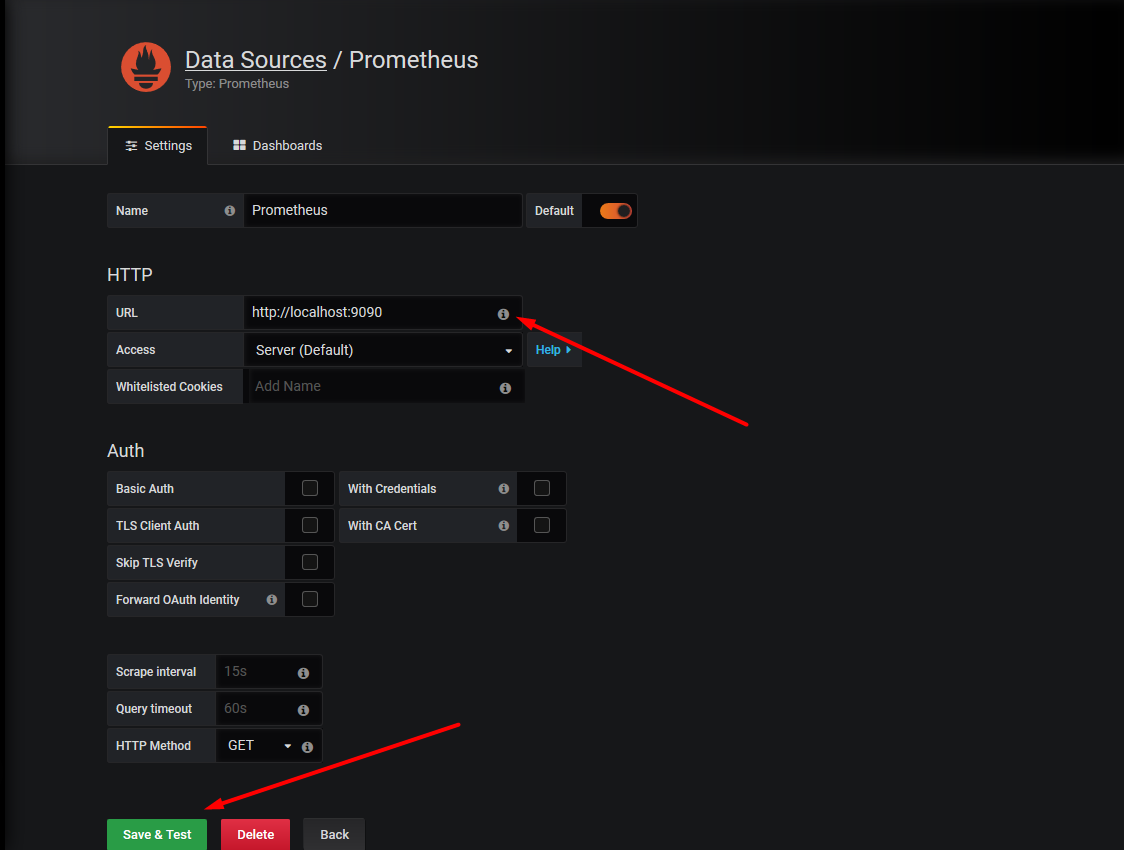 Data Sources / Prometheus
Type: Prometheus
Settings
Dashboards
Name
Prometheus
Default
HTTP
URL
http://localhost:9090
Access
Server (Default)
Help
Whitelisted Cookies
Add Name
Auth
Basic Auth
With Credentials
TLS Client Auth
With CA Cert
Skip TLS Verify
Forward OAuth Identity
Scrape interval
15s
Query timeout
60s
HTTP Method
GET
Save & Test
Delete
Back